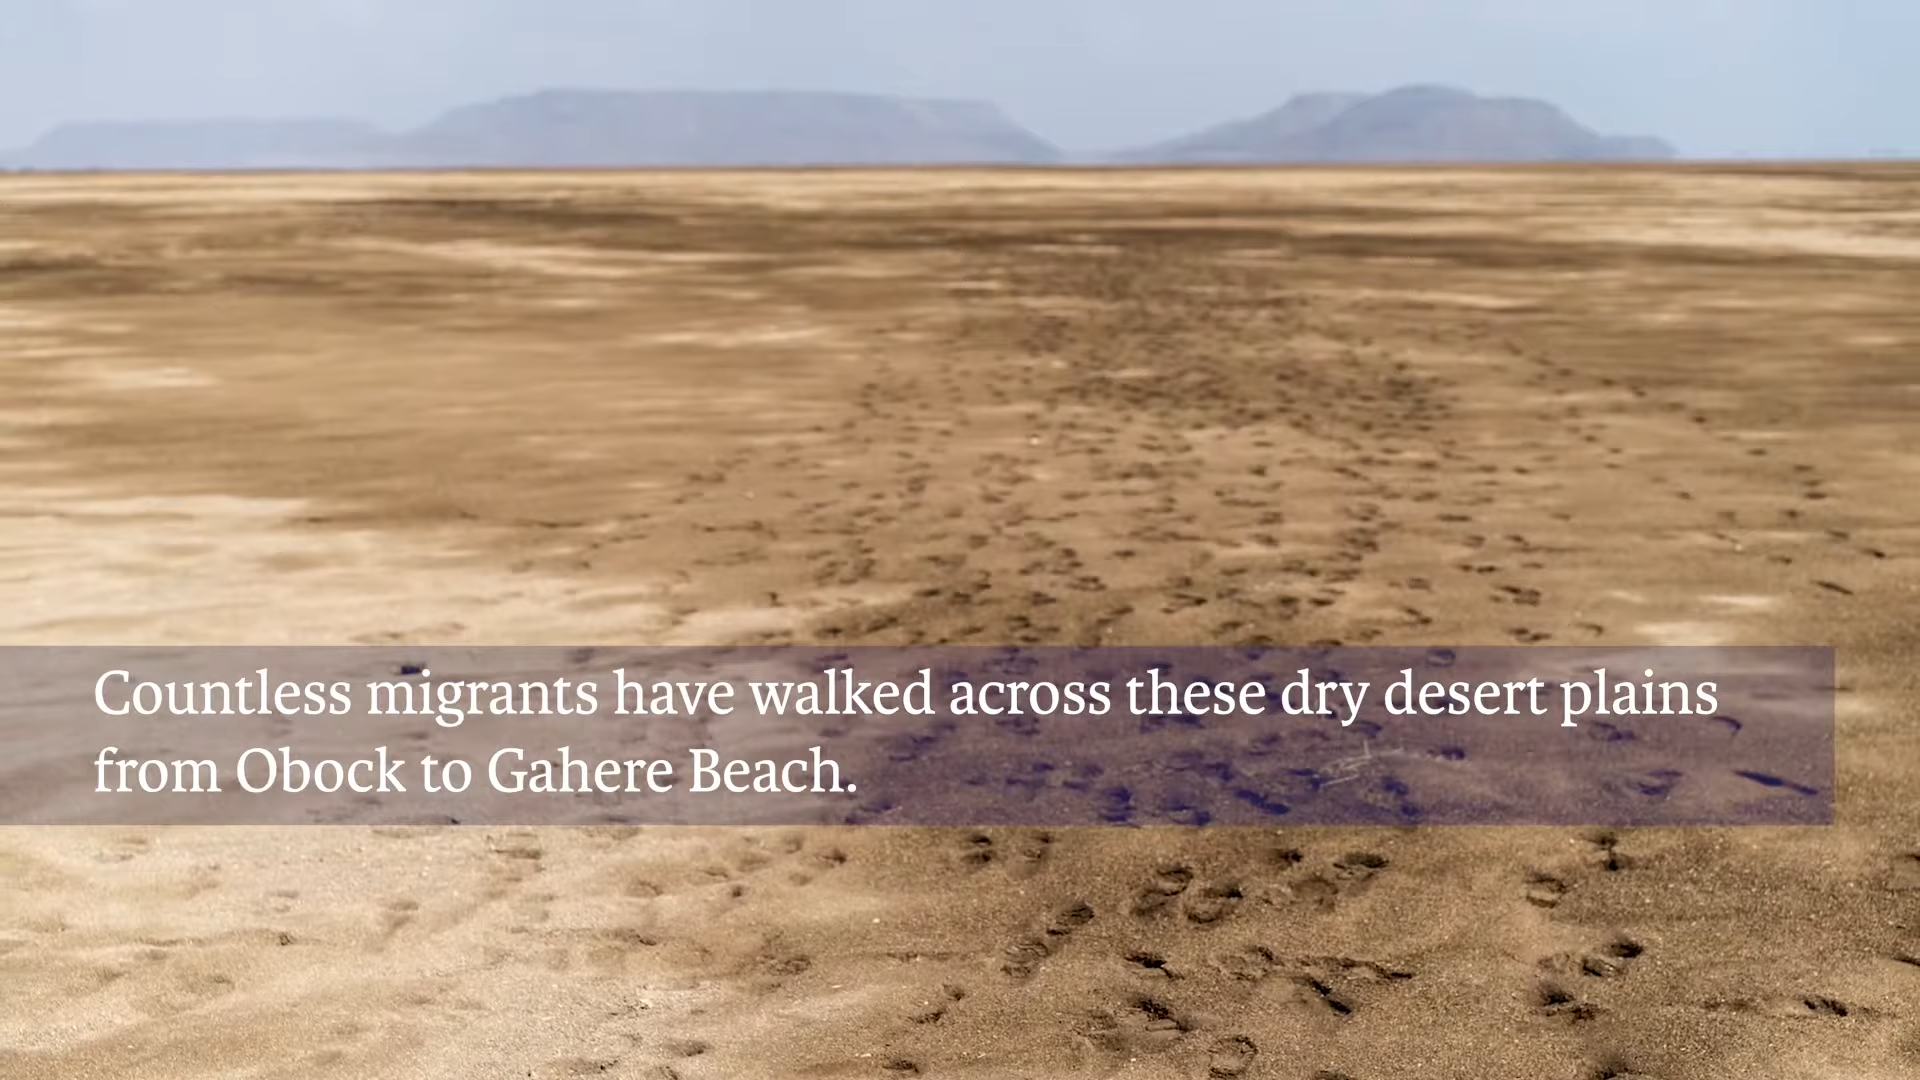 Countless migrants have walked across these dry desert plains
from Obock to Gahere Beach.